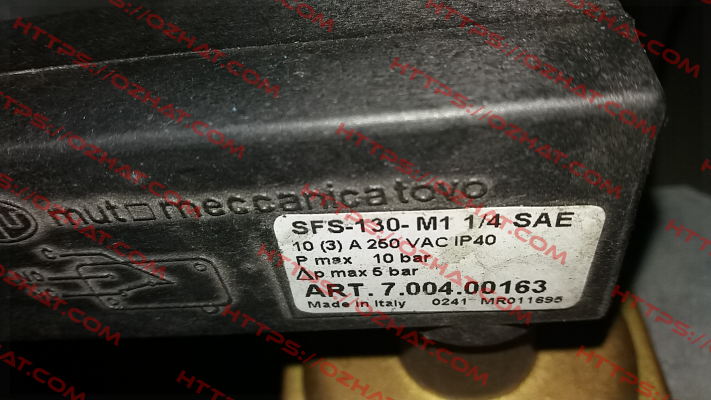 mut meccanica tovo
SFS-130- M1 1/4 SAE
10 (3) A 250 VAC IP40
P max 10 bar
Δp max 5 bar
ART. 7.004.00163
Made in Italy 0241 MR011695
C
HTTPS://OZHAT.COM